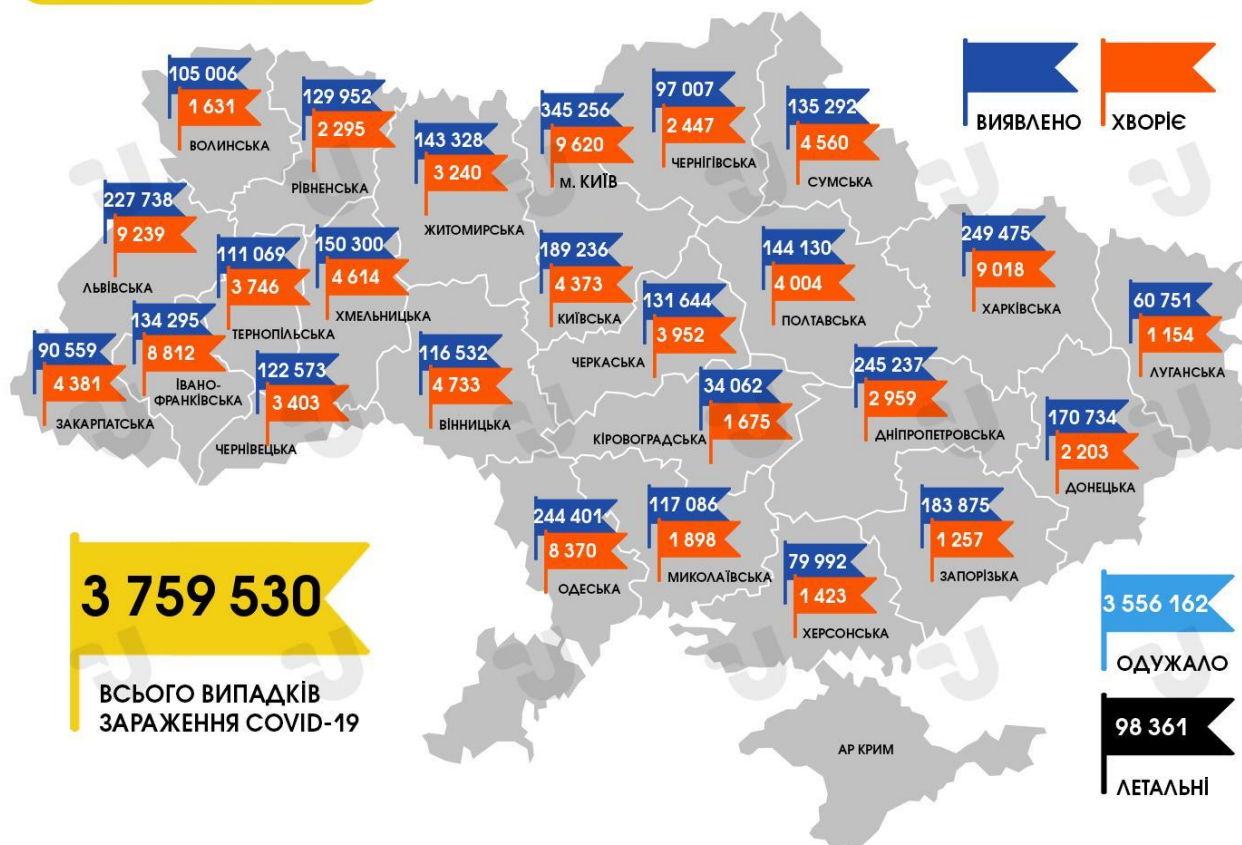 ВИЯВЛЕНО
ХВОРІЄ
105 006
1 631
ВОЛИНСЬКА
129 952
2 295
РІВНЕНСЬКА
143 328
3 240
ЖИТОМИРСЬКА
345 256
9 620
м. КИЇВ
97 007
2 447
ЧЕРНІГІВСЬКА
135 292
4 560
СУМСЬКА
227 738
9 239
ЛЬВІВСЬКА
111 069
3 746
ТЕРНОПІЛЬСЬКА
150 300
4 614
ХМЕЛЬНИЦЬКА
189 236
4 373
КИЇВСЬКА
131 644
3 952
ЧЕРКАСЬКА
144 130
4 004
ПОЛТАВСЬКА
249 475
9 018
ХАРКІВСЬКА
60 751
1 154
ЛУГАНСЬКА
90 559
4 381
ЗАКАРПАТСЬКА
134 295
8 812
ІВАНО-
ФРАНКІВСЬКА
122 573
3 403
ЧЕРНІВЕЦЬКА
116 532
4 733
ВІННИЦЬКА
34 062
1 675
КІРОВОГРАДСЬКА
245 237
2 959
ДНІПРОПЕТРОВСЬКА
170 734
2 203
ДОНЕЦЬКА
244 401
8 370
ОДЕСЬКА
117 086
1 898
МИКОЛАЇВСЬКА
79 992
1 423
ХЕРСОНСЬКА
183 875
1 257
ЗАПОРІЗЬКА
3 759 530
ВСЬОГО ВИПАДКІВ
ЗАРАЖЕННЯ COVID-19
АР КРИМ
3 556 162
ОДУЖАЛО
98 361
ЛЕТАЛЬНІ